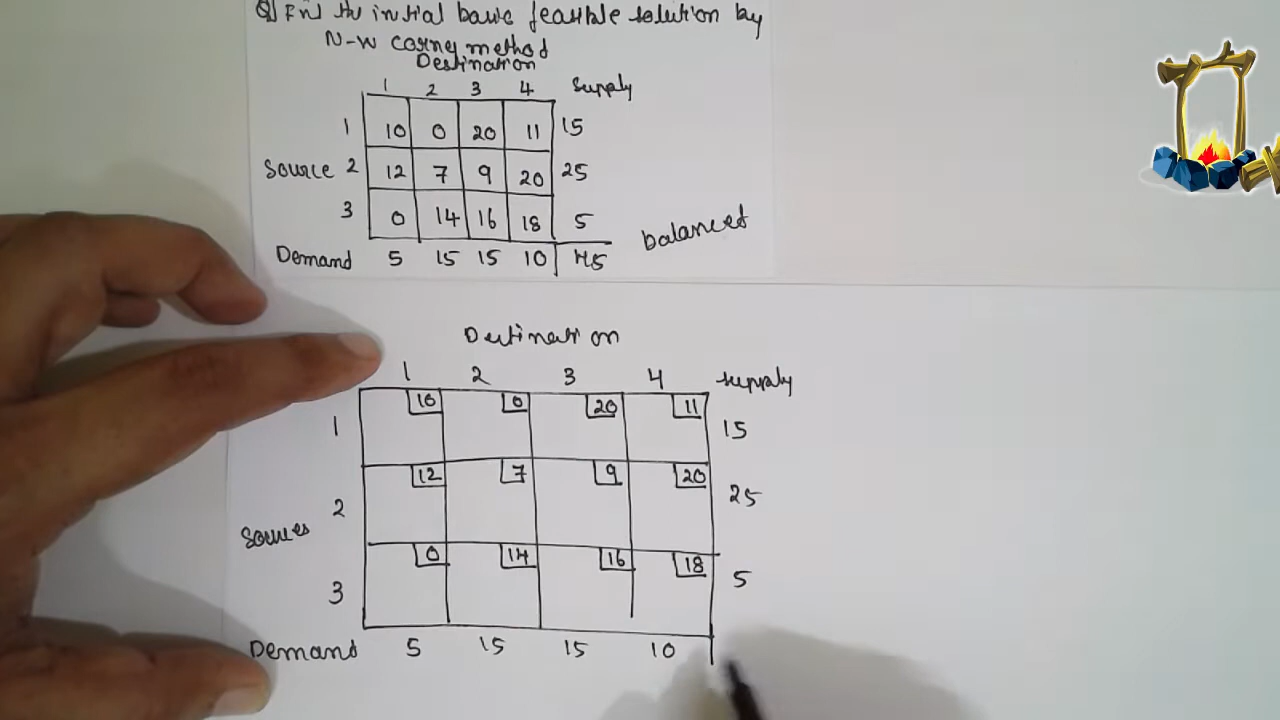 Q] Find the initial basic feasible solution by
N-W corner method
Destination
1 2 3 4 Supply
1 10 0 20 11 15
Source 2 12 7 9 20 25
3 0 14 16 18 5
Demand 5 15 15 10 45
balanced
Destination
1 2 3 4 supply
1 10 0 20 11 15
2 12 7 9 20 25
Sources
3 0 14 16 18 5
Demand 5 15 15 10